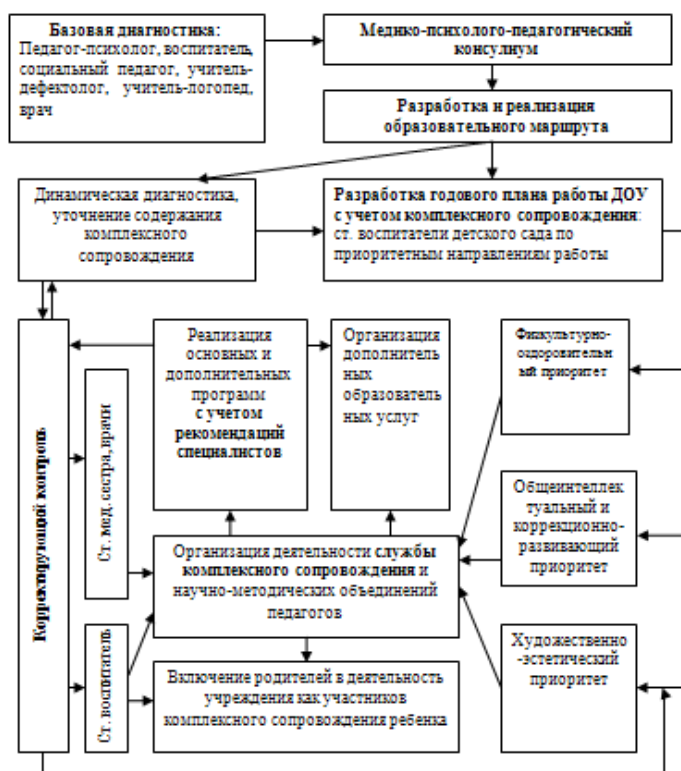 Базовая диагностика:
Педагог-психолог, воспитатель,
социальный педагог, учитель-
дефектолог, учитель-логопед,
врач
Медико-психолого-педагогический
консулиум
Разработка и реализация
образовательного маршрута
Динамическая диагностика,
уточнение содержания
комплексного
сопровождения
Разработка годового плана работы ДОУ
с учетом комплексного сопровождения:
ст. воспитатели детского сада по
приоритетным направлениям работы
Корректирующий контроль
Ст. мед. сестра, врачи
Ст. воспитатель
Реализация
основных и
дополнительных
программ
с учетом
рекомендаций
специалистов
Организация
дополнитель
ных
образователь
ных услуг
Физкультурно-
оздоровительн
ый приоритет
Общеинтеллек
туальный и
коррекционно-
развивающий
приоритет
Организация деятельности службы
комплексного сопровождения и
научно-методических объединений
педагогов
Художественно
-эстетический
приоритет
Включение родителей в деятельность
учреждения как участников
комплексного сопровождения ребенка